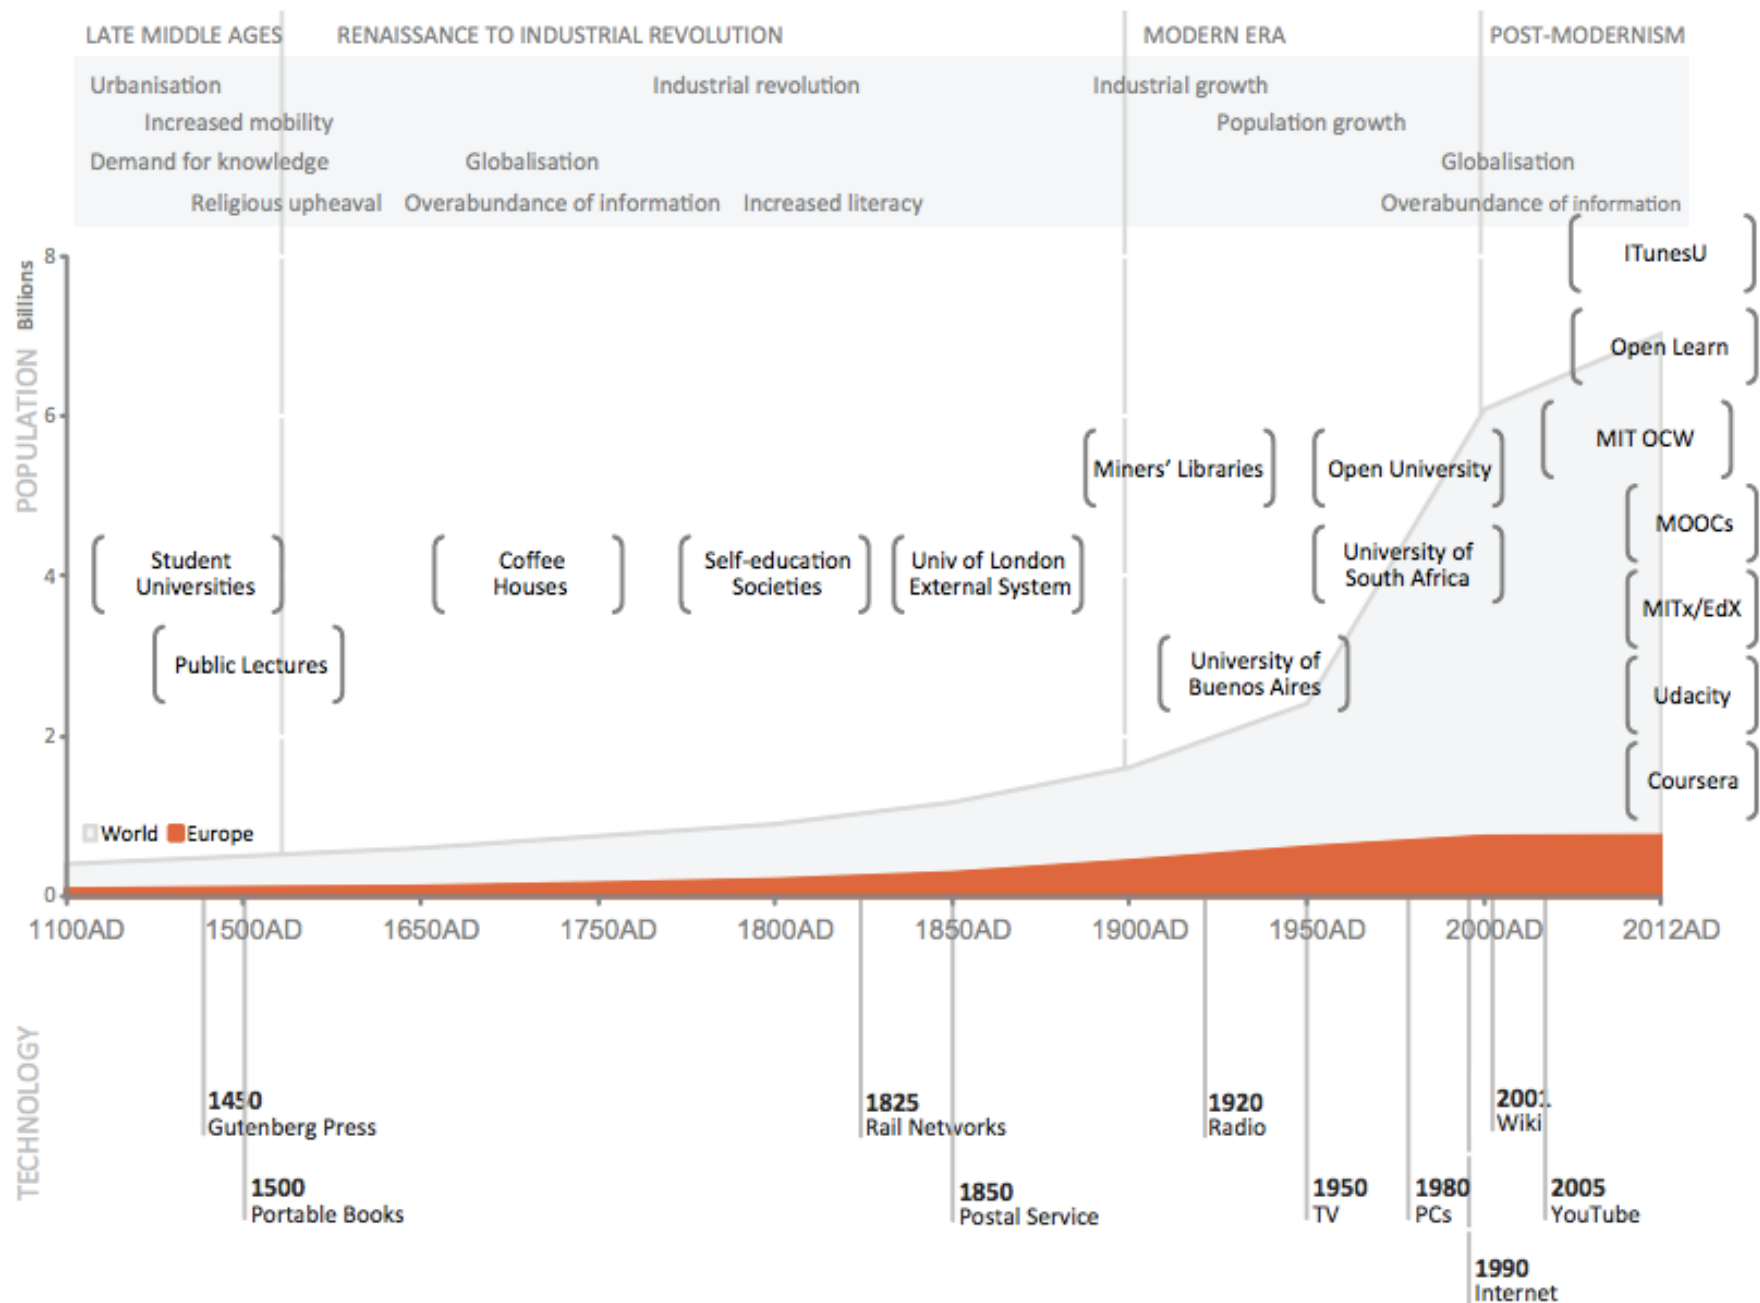 LATE MIDDLE AGES
RENAISSANCE TO INDUSTRIAL REVOLUTION
MODERN ERA
POST-MODERNISM
Urbanisation
Industrial revolution
Industrial growth
Increased mobility
Population growth
Demand for knowledge
Globalisation
Globalisation
Religious upheaval
Overabundance of information
Increased literacy
Overabundance of information
POPULATION Billions
8
6
4
2
0
ITunesU
Open Learn
MIT OCW
Miners' Libraries
Open University
MOOCs
Student
Universities
Coffee
Houses
Self-education
Societies
Univ of London
External System
University of
South Africa
MITx/EdX
Public Lectures
University of
Buenos Aires
Udacity
Coursera
World
Europe
1100AD
1500AD
1650AD
1750AD
1800AD
1850AD
1900AD
1950AD
2000AD
2012AD
TECHNOLOGY
1450
Gutenberg Press
1500
Portable Books
1825
Rail Networks
1850
Postal Service
1920
Radio
1950
TV
1980
PCs
1990
Internet
2001
Wiki
2005
YouTube